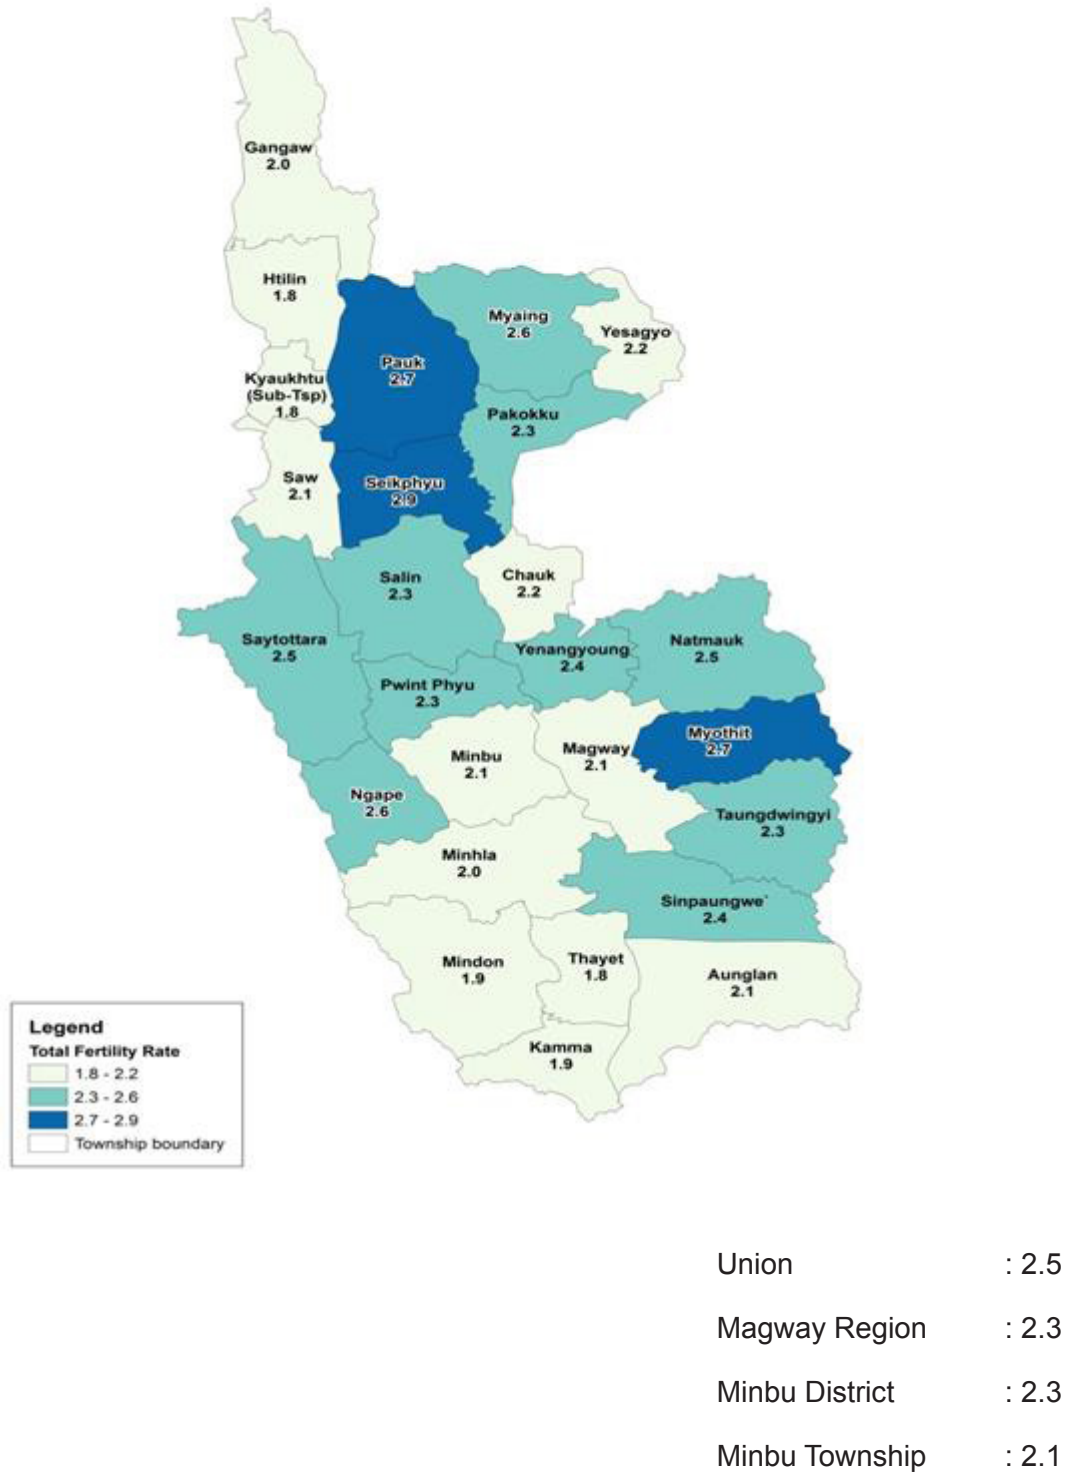 Gangaw
2.0
Htilin
1.8
Myaing
2.6
Yesagyo
2.2
Pauk
2.7
Kyaukhtu
(Sub-Tsp)
1.8
Pakokku
2.3
Saw
2.1
Seikphyu
2.9
Salin
2.3
Chauk
2.2
Saytottara
2.5
Yenangyoung
2.4
Natmauk
2.5
Pwint Phyu
2.3
Minbu
2.1
Magway
2.1
Myothit
2.7
Ngape
2.6
Taungdwingyi
2.3
Minhla
2.0
Sinpaungwe'
2.4
Mindon
1.9
Thayet
1.8
Aunglan
2.1
Kamma
1.9
Legend
Total Fertility Rate
1.8 - 2.2
2.3 - 2.6
2.7 - 2.9
Township boundary
Union : 2.5
Magway Region : 2.3
Minbu District : 2.3
Minbu Township : 2.1